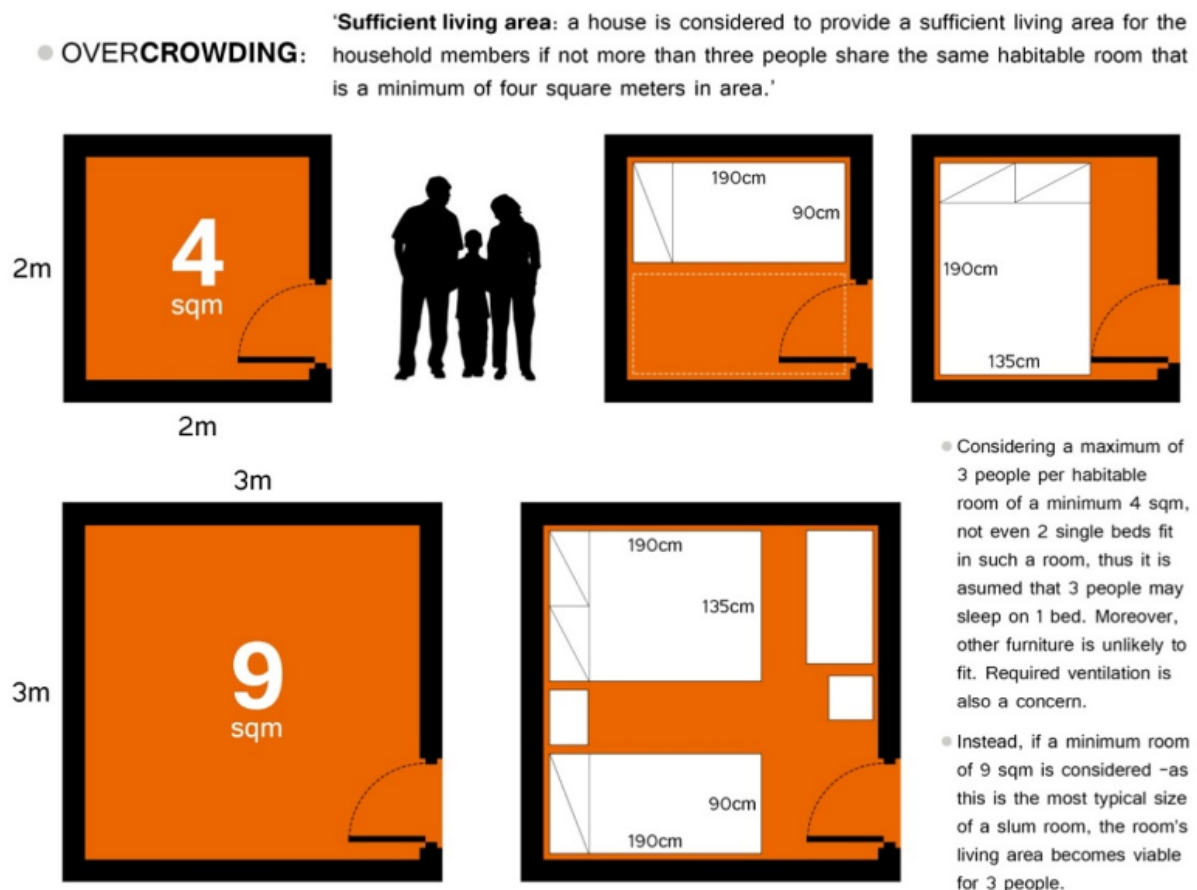 'Sufficient living area: a house is considered to provide a sufficient living area for the
OVERCROWDING: household members if not more than three people share the same habitable room that
is a minimum of four square meters in area.'
4
sqm
2m
2m
190cm
90cm
190cm
135cm
3m
9
sqm
3m
190cm
135cm
90cm
190cm
Considering a maximum of
3 people per habitable
room of a minimum 4 sqm,
not even 2 single beds fit
in such a room, thus it is
asumed that 3 people may
sleep on 1 bed. Moreover,
other furniture is unlikely to
fit. Required ventilation is
also a concern.
Instead, if a minimum room
of 9 sqm is considered -as
this is the most typical size
of a slum room, the room's
living area becomes viable
for 3 people.